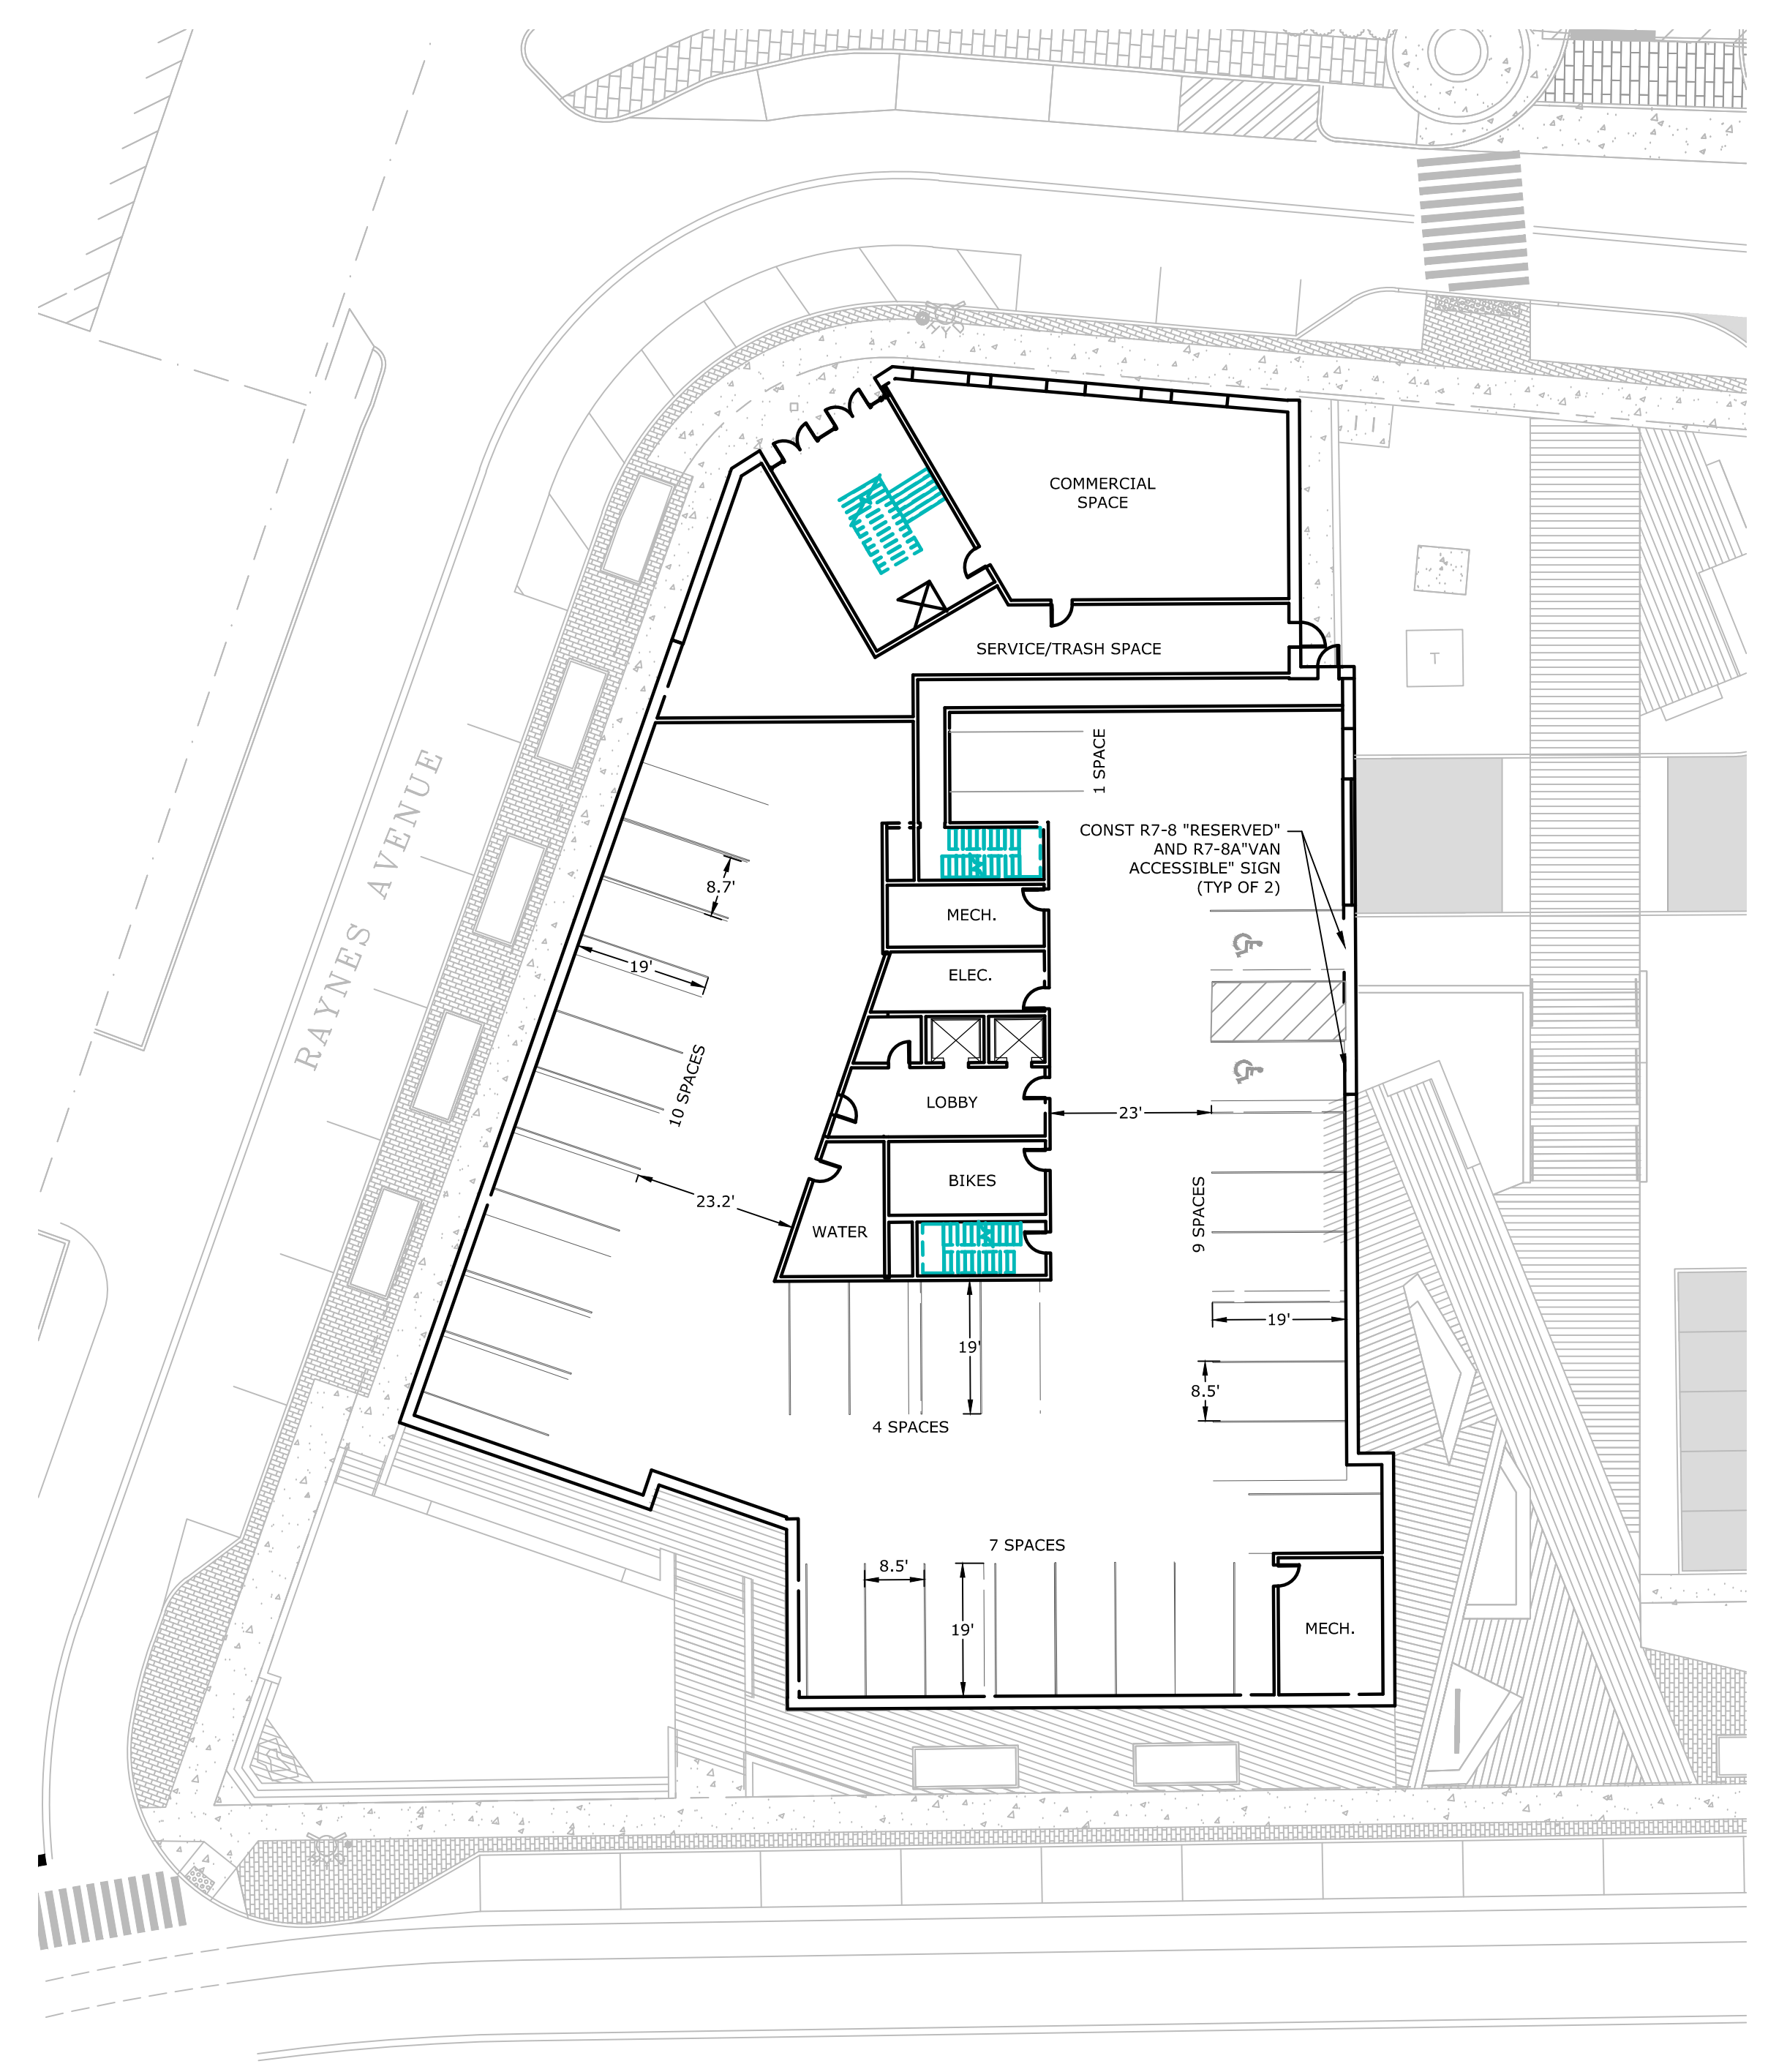 HYD
COMMERCIAL
SPACE
SERVICE/TRASH SPACE
1 SPACE
CONST R7-8 "RESERVED"
AND R7-8A"VAN
ACCESSIBLE" SIGN
(TYP OF 2)
RAYNES AVENUE
8.7'
19'
10 SPACES
23.2'
MECH.
ELEC.
LOBBY
BIKES
WATER
23'
9 SPACES
19'
8.5'
19'
4 SPACES
7 SPACES
8.5'
19'
MECH.
T
HYD